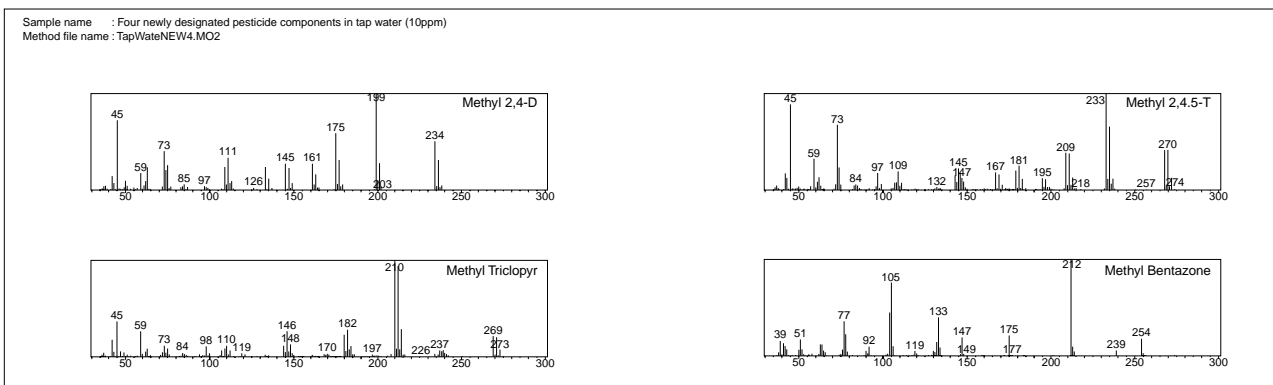 Sample name : Four newly designated pesticide components in tap water (10ppm)
Method file name : TapWateNEW4.MO2
Methyl 2,4-D
199
45
175
234
73
111
145 161
59
85 97 126 203
50 100 150 200 250 300
Methyl 2,4.5-T
233
45
73
59
209 270
97 109 145 147 167 181
84 132 195 218 257 274
50 100 150 200 250 300
Methyl Triclopyr
210
45
59 146 182 269
73 98 110 148 237 273
84 119 170 197 226
50 100 150 200 250 300
Methyl Bentazone
212
105
77 133
39 51 92 147 175 254
119 149 177 239
50 100 150 200 250 300